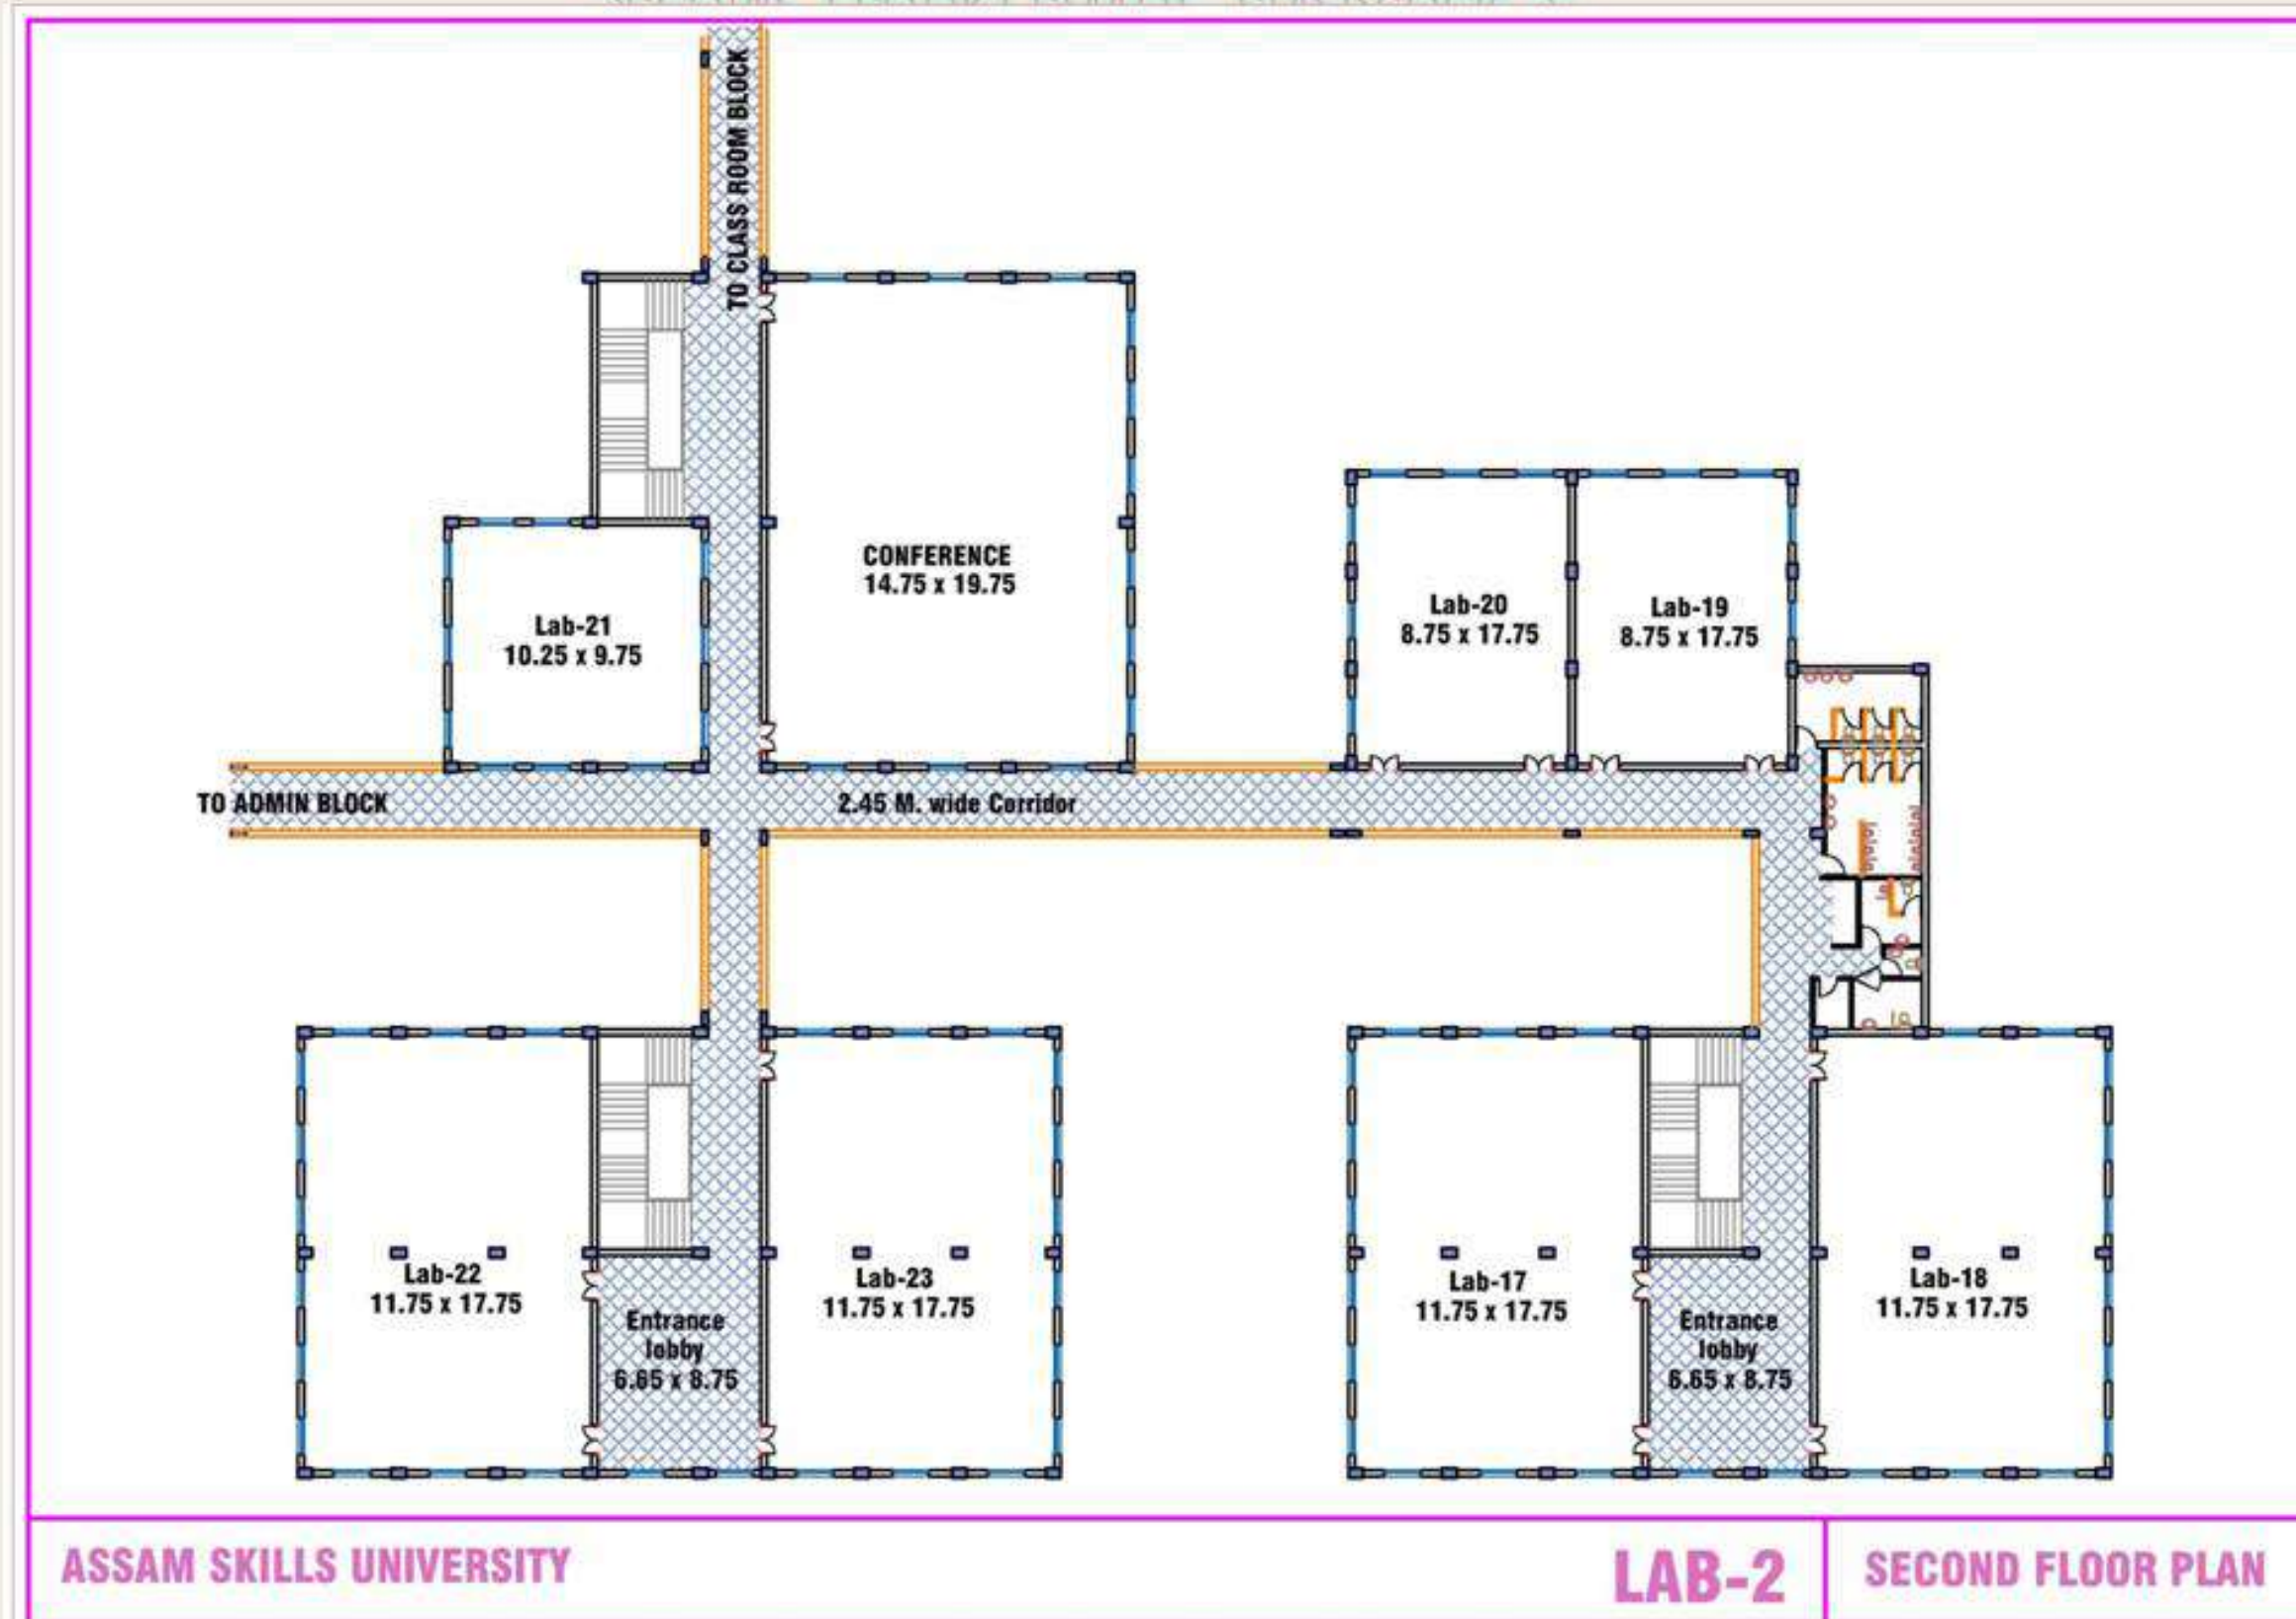 TO CLASS ROOM BLOCK
CONFERENCE
14.75 x 19.75
Lab-21
10.25 x 9.75
Lab-20
8.75 x 17.75
Lab-19
8.75 x 17.75
TO ADMIN BLOCK
2.45 M. wide Corridor
Lab-22
11.75 x 17.75
Entrance
lobby
6.65 x 8.75
Lab-23
11.75 x 17.75
Lab-17
11.75 x 17.75
Entrance
lobby
6.65 x 8.75
Lab-18
11.75 x 17.75
ASSAM SKILLS UNIVERSITY
LAB-2
SECOND FLOOR PLAN